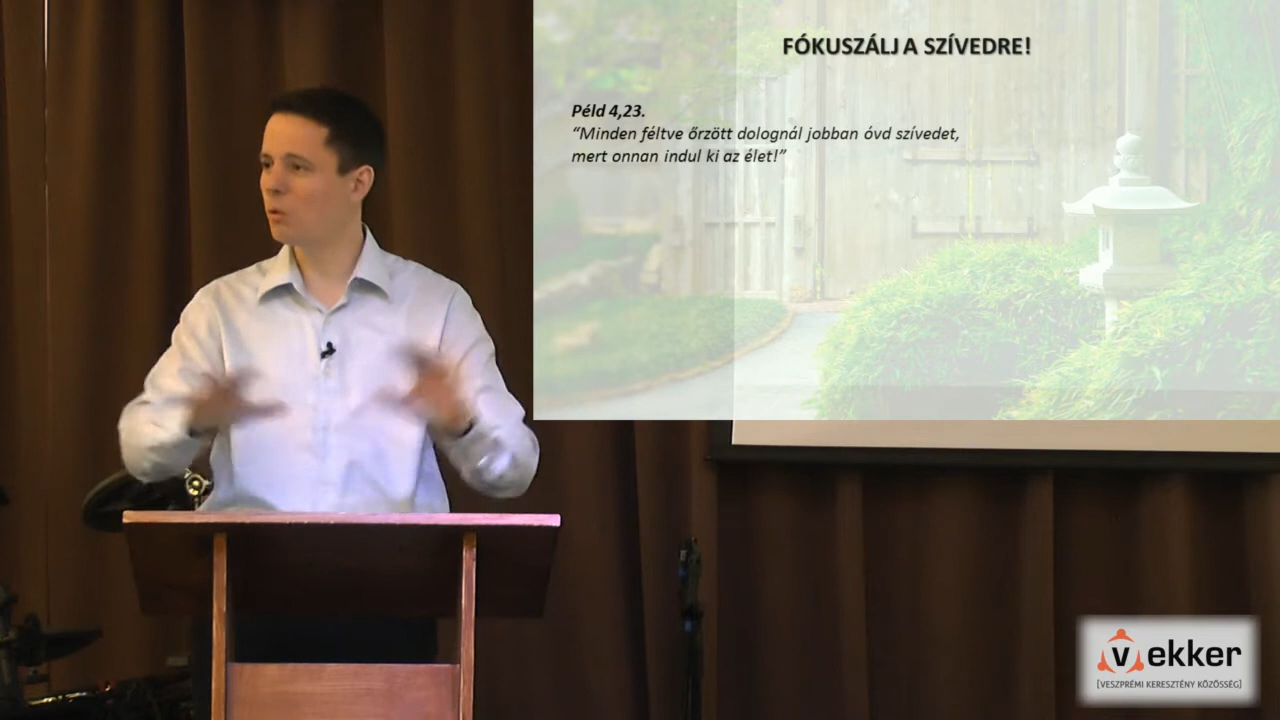 FÓKUSZÁLJ A SZÍVEDRE!
Péld 4,23.
“Minden féltve őrzött dolognál jobban óvd szívedet,
mert onnan indul ki az élet!”
vekker
[VESZPRÉMI KERESZTÉNY KÖZÖSSÉG]